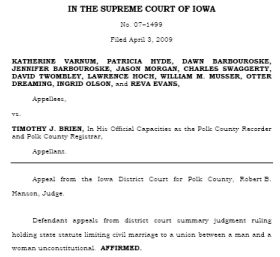 IN THE SUPREME COURT OF IOWA
No. 07–1499
Filed April 3, 2009
KATHERINE VARNUM, PATRICIA HYDE, DAWN BARBOUROSKE,
JENNIFER BARBOUROSKE, JASON MORGAN, CHARLES SWAGGERTY,
DAVID TWOMBLEY, LAWRENCE HOCH, WILLIAM M. MUSSER, OTTER
DREAMING, INGRID OLSON, and REVA EVANS,
Appellees,
vs.
TIMOTHY J. BRIEN, In His Official Capacities as the Polk County Recorder
and Polk County Registrar,
Appellant.
Appeal from the Iowa District Court for Polk County, Robert B.
Hanson, Judge.
Defendant appeals from district court summary judgment ruling
holding state statute limiting civil marriage to a union between a man and a
woman unconstitutional. AFFIRMED.